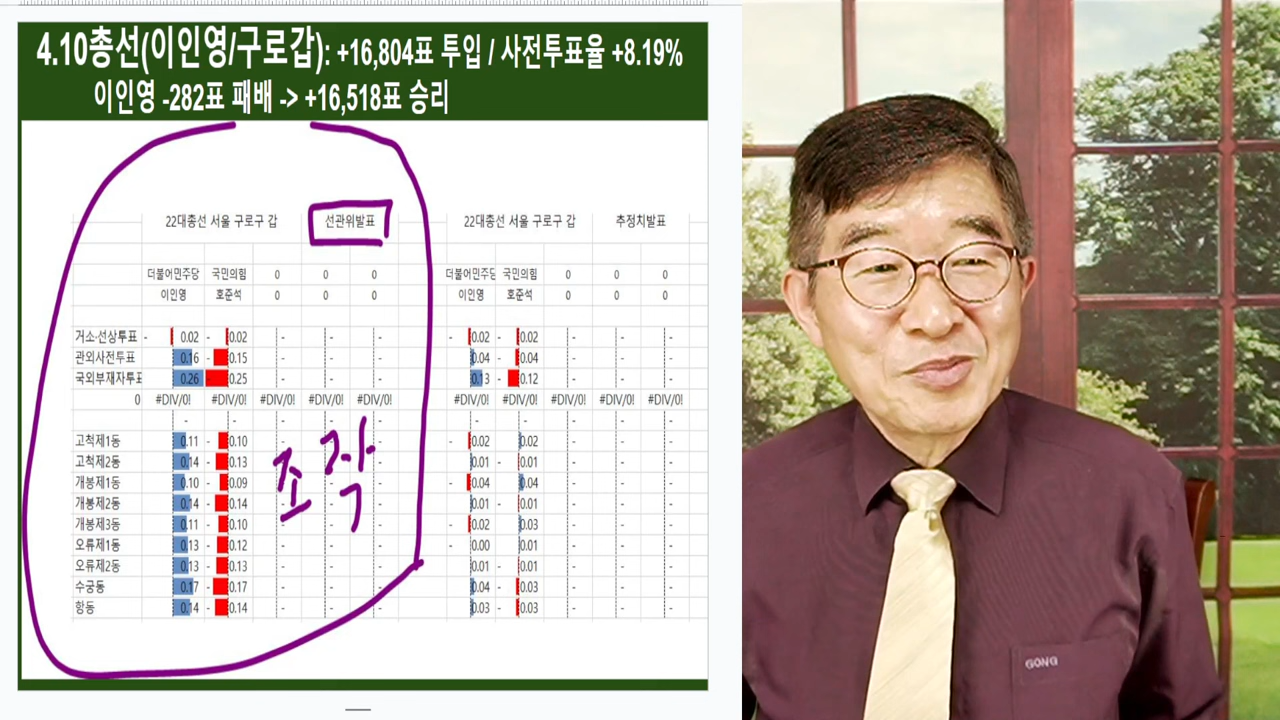 4.10총선(이인영/구로갑): +16,804표 투입 / 사전투표율 +8.19%
이인영 -282표 패배 -> +16,518표 승리
22대총선 서울 구로구 갑 선관위발표 22대총선 서울 구로구 갑 추정치발표
더불어민주당 국민의힘 0 0 0 더불어민주당 국민의힘 0 0 0
이인영 호준석 0 0 0 이인영 호준석 0 0 0
거소·선상투표 - 0.02 0.02 - - - - 0.02 - 0.02 - - -
관외사전투표 0.16 - 0.15 - - - 0.04 - 0.04 - - -
국외부재자투표 0.26 - 0.25 - - - 0.13 - 0.12 - - -
0 #DIV/0! #DIV/0! #DIV/0! #DIV/0! #DIV/0! #DIV/0! #DIV/0! #DIV/0! #DIV/0! #DIV/0!
- - - - - - - - - -
고척제1동 0.11 - 0.10 - - - - 0.02 0.02 - - -
고척제2동 0.14 - 0.13 - - - 0.01 - 0.01 - - -
개봉제1동 0.10 - 0.09 - - - - 0.04 0.04 - - -
개봉제2동 0.14 - 0.14 - - - 0.01 - 0.01 - - -
개봉제3동 0.11 - 0.10 - - - - 0.02 0.03 - - -
오류제1동 0.13 - 0.12 - - - - 0.00 0.01 - - -
오류제2동 0.13 - 0.13 - - - 0.01 - 0.01 - - -
수궁동 0.17 - 0.17 - - - 0.04 - 0.03 - - -
항동 0.14 - 0.14 - - - 0.03 - 0.03 - - -
조작
GONG